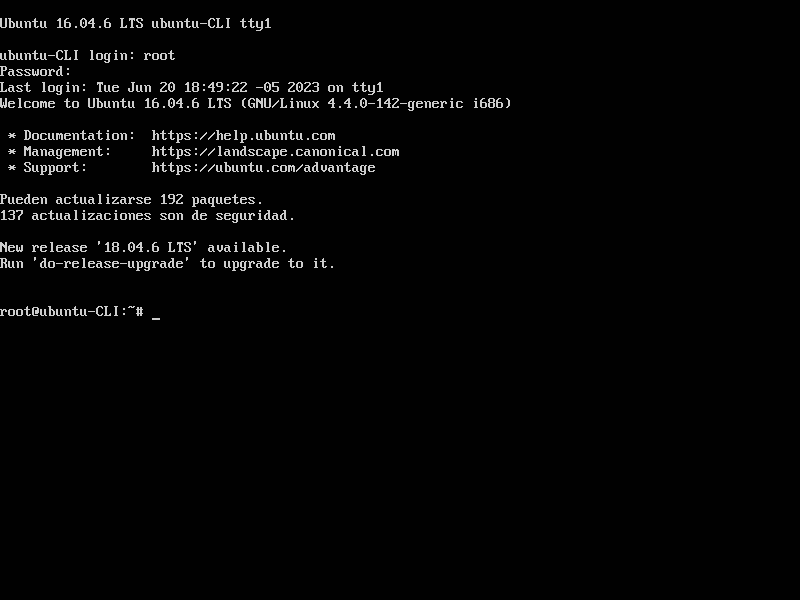 Ubuntu 16.04.6 LTS ubuntu-CLI tty1
ubuntu-CLI login: root
Password:
Last login: Tue Jun 20 18:49:22 -05 2023 on tty1
Welcome to Ubuntu 16.04.6 LTS (GNU/Linux 4.4.0-142-generic i686)
* Documentation:  https://help.ubuntu.com
* Management:     https://landscape.canonical.com
* Support:        https://ubuntu.com/advantage
Pueden actualizarse 192 paquetes.
137 actualizaciones son de seguridad.
New release '18.04.6 LTS' available.
Run 'do-release-upgrade' to upgrade to it.
root@ubuntu-CLI:~# _